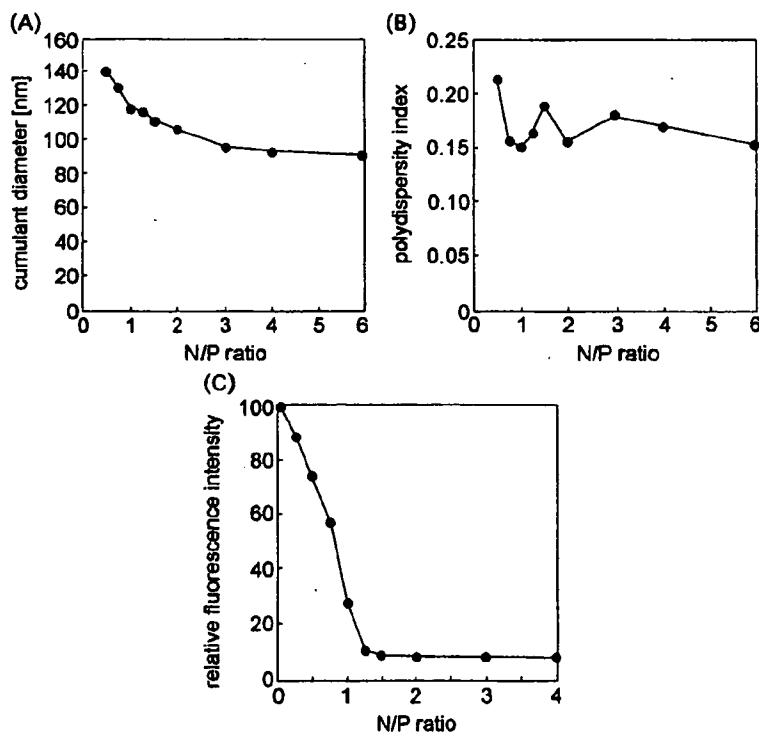 (A)
cumulant diameter [nm]
160
140
120
100
80
60
40
20
0
0 1 2 3 4 5 6
N/P ratio
(B)
polydispersity index
0.25
0.20
0.15
0.10
0.05
0
0 1 2 3 4 5 6
N/P ratio
(C)
relative fluorescence intensity
100
80
60
40
20
0
0 1 2 3 4
N/P ratio